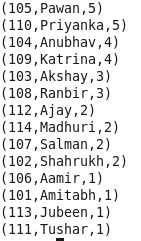 (105,Pawan,5)
(110,Priyanka,5)
(104,Anubhav,4)
(109,Katrina,4)
(103,Akshay,3)
(108,Ranbir,3)
(112,Ajay,2)
(114,Madhuri,2)
(107,Salman,2)
(102,Shahrukh,2)
(106,Aamir,1)
(101,Amitabh,1)
(113,Jubeen,1)
(111,Tushar,1)